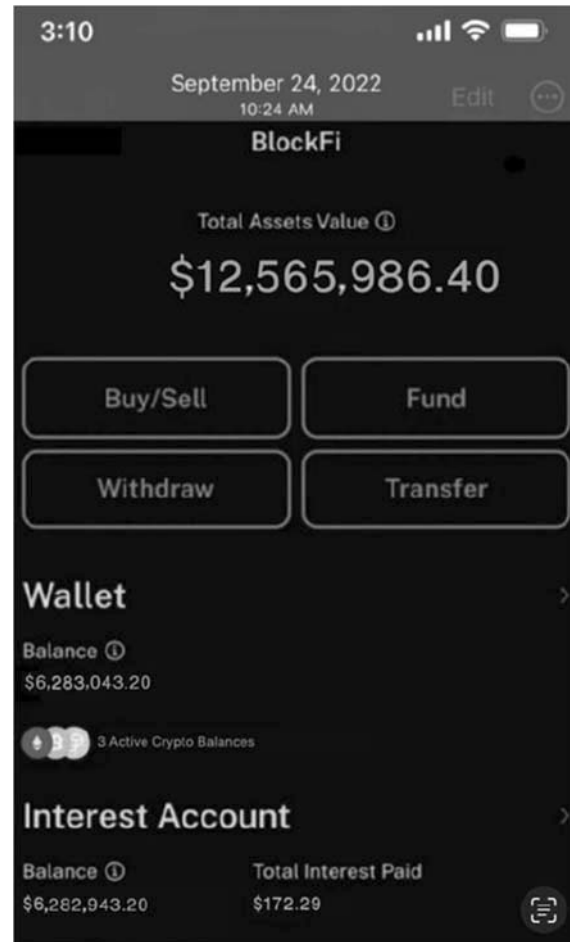 3:10
September 24, 2022
10:24 AM
Edit
BlockFi
Total Assets Value
$12,565,986.40
Buy/Sell Fund
Withdraw Transfer
Wallet
Balance
$6,283,043.20
3 Active Crypto Balances
Interest Account
Balance Total Interest Paid
$6,282,943.20 $172.29